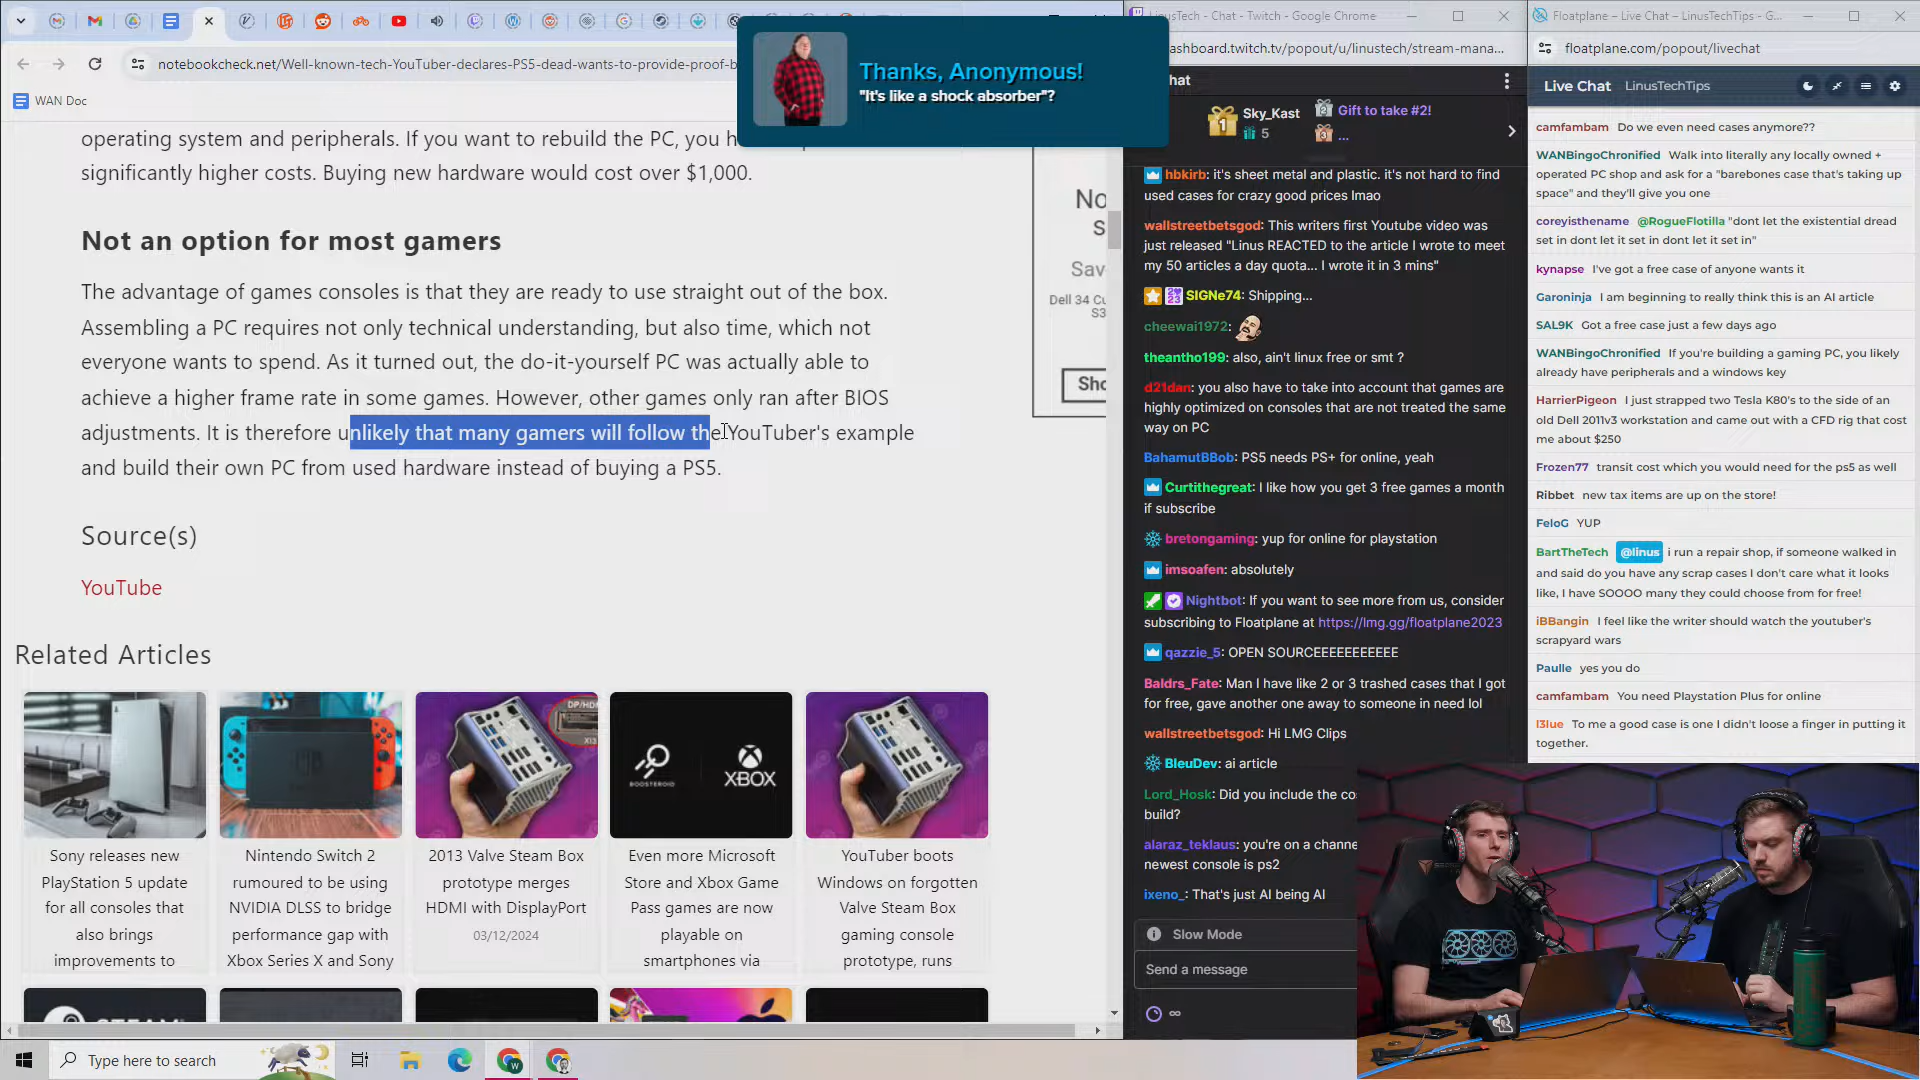 notebookcheck.net/Well-known-tech-YouTuber-declares-PS5-dead-wants-to-provide-proof-b
WAN Doc
operating system and peripherals. If you want to rebuild the PC, you
significantly higher costs. Buying new hardware would cost over $1,000.
Not an option for most gamers
The advantage of games consoles is that they are ready to use straight out of the box.
Assembling a PC requires not only technical understanding, but also time, which not
everyone wants to spend. As it turned out, the do-it-yourself PC was actually able to
achieve a higher frame rate in some games. However, other games only ran after BIOS
adjustments. It is therefore unlikely that many gamers will follow the YouTuber's example
and build their own PC from used hardware instead of buying a PS5.
Source(s)
YouTube
Related Articles
Sony releases new
PlayStation 5 update
for all consoles that
also brings
improvements to
Nintendo Switch 2
rumoured to be using
NVIDIA DLSS to bridge
performance gap with
Xbox Series X and Sony
DP/HDM
2013 Valve Steam Box
prototype merges
HDMI with DisplayPort
03/12/2024
BOOSTEROID
XBOX
Even more Microsoft
Store and Xbox Game
Pass games are now
playable on
smartphones via
YouTuber boots
Windows on forgotten
Valve Steam Box
gaming console
prototype, runs
No
S
Sav
Dell 34 Cu
S3
Sho
Thanks, Anonymous!
"It's like a shock absorber"?
LinusTech - Chat - Twitch - Google Chrome
ashboard.twitch.tv/popout/u/linustech/stream-mana...
hat
1
Sky_Kast
5
2
Gift to take #2!
3
...
hbkirb: it's sheet metal and plastic. it's not hard to find
used cases for crazy good prices lmao
wallstreetbetsgod: This writers first Youtube video was
just released "Linus REACTED to the article I wrote to meet
my 50 articles a day quota... I wrote it in 3 mins"
SIGNe74: Shipping...
cheewai1972:
theantho199: also, ain't linux free or smt ?
d21dan: you also have to take into account that games are
highly optimized on consoles that are not treated the same
way on PC
BahamutBBob: PS5 needs PS+ for online, yeah
Curtithegreat: I like how you get 3 free games a month
if subscribe
bretongaming: yup for online for playstation
imsoafen: absolutely
Nightbot: If you want to see more from us, consider
subscribing to Floatplane at https://lmg.gg/floatplane2023
qazzie_5: OPEN SOURCEEEEEEEEEEE
Baldrs_Fate: Man I have like 2 or 3 trashed cases that I got
for free, gave another one away to someone in need lol
wallstreetbetsgod: Hi LMG Clips
BleuDev: ai article
Lord_Hosk: Did you include the co
build?
alaraz_teklaus: you're on a channe
newest console is ps2
ixeno_: That's just AI being AI
Slow Mode
Send a message
∞
Floatplane – Live Chat – LinusTechTips - G...
floatplane.com/popout/livechat
Live Chat LinusTechTips
camfambam Do we even need cases anymore??
WANBingoChronified Walk into literally any locally owned +
operated PC shop and ask for a "barebones case that's taking up
space" and they'll give you one
coreyisthename @RogueFlotilla "dont let the existential dread
set in dont let it set in dont let it set in"
kynapse I've got a free case of anyone wants it
Garoninja I am beginning to really think this is an AI article
SAL9K Got a free case just a few days ago
WANBingoChronified If you're building a gaming PC, you likely
already have peripherals and a windows key
HarrierPigeon I just strapped two Tesla K80's to the side of an
old Dell 2011v3 workstation and came out with a CFD rig that cost
me about $250
Frozen77 transit cost which you would need for the ps5 as well
Ribbet new tax items are up on the store!
FeloG YUP
BartTheTech @linus i run a repair shop, if someone walked in
and said do you have any scrap cases I don't care what it looks
like, I have SOOOO many they could choose from for free!
iBBangin I feel like the writer should watch the youtuber's
scrapyard wars
Paulle yes you do
camfambam You need Playstation Plus for online
l3lue To me a good case is one I didn't loose a finger in putting it
together.
Type here to search